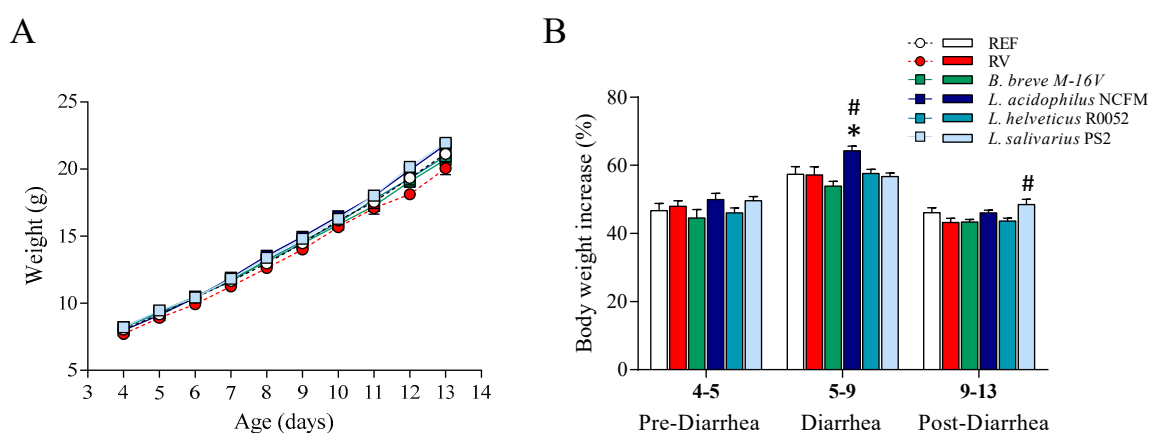 A
Weight (g)
25
20
15
10
5
3 4 5 6 7 8 9 10 11 12 13 14
Age (days)
B
REF
RV
B. breve M-16V
L. acidophilus NCFM
L. helveticus R0052
L. salivarius PS2
Body weight increase (%)
80
60
40
20
0
#
*
#
4-5 5-9 9-13
Pre-Diarrhea Diarrhea Post-Diarrhea